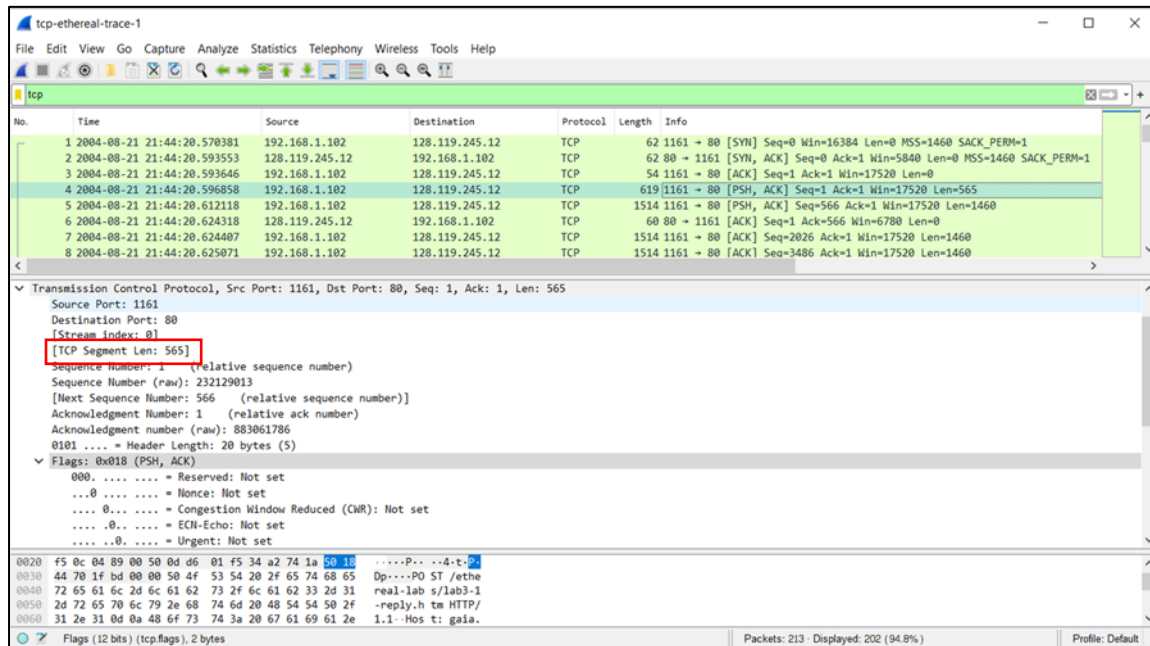 tcp-ethereal-trace-1
File Edit View Go Capture Analyze Statistics Telephony Wireless Tools Help
tcp
No. Time Source Destination Protocol Length Info
1 2004-08-21 21:44:20.570381 192.168.1.102 128.119.245.12 TCP 62 1161 → 80 [SYN] Seq=0 Win=16384 Len=0 MSS=1460 SACK_PERM=1
2 2004-08-21 21:44:20.593553 128.119.245.12 192.168.1.102 TCP 62 80 → 1161 [SYN, ACK] Seq=0 Ack=1 Win=5840 Len=0 MSS=1460 SACK_PERM=1
3 2004-08-21 21:44:20.593646 192.168.1.102 128.119.245.12 TCP 54 1161 → 80 [ACK] Seq=1 Ack=1 Win=17520 Len=0
4 2004-08-21 21:44:20.596858 192.168.1.102 128.119.245.12 TCP 619 1161 → 80 [PSH, ACK] Seq=1 Ack=1 Win=17520 Len=565
5 2004-08-21 21:44:20.612118 192.168.1.102 128.119.245.12 TCP 1514 1161 → 80 [PSH, ACK] Seq=566 Ack=1 Win=17520 Len=1460
6 2004-08-21 21:44:20.624318 128.119.245.12 192.168.1.102 TCP 60 80 → 1161 [ACK] Seq=1 Ack=566 Win=6780 Len=0
7 2004-08-21 21:44:20.624407 192.168.1.102 128.119.245.12 TCP 1514 1161 → 80 [ACK] Seq=2026 Ack=1 Win=17520 Len=1460
8 2004-08-21 21:44:20.625071 192.168.1.102 128.119.245.12 TCP 1514 1161 → 80 [ACK] Seq=3486 Ack=1 Win=17520 Len=1460
Transmission Control Protocol, Src Port: 1161, Dst Port: 80, Seq: 1, Ack: 1, Len: 565
Source Port: 1161
Destination Port: 80
[Stream index: 0]
[TCP Segment Len: 565]
Sequence Number: 1 (relative sequence number)
Sequence Number (raw): 232129013
[Next Sequence Number: 566 (relative sequence number)]
Acknowledgment Number: 1 (relative ack number)
Acknowledgment number (raw): 883061786
0101 .... = Header Length: 20 bytes (5)
Flags: 0x018 (PSH, ACK)
000. .... .... = Reserved: Not set
...0 .... .... = Nonce: Not set
.... 0... .... = Congestion Window Reduced (CWR): Not set
.... .0.. .... = ECN-Echo: Not set
.... ..0. .... = Urgent: Not set
0020 f5 0c 04 89 00 50 0d d6 01 f5 34 a2 74 1a 50 18 ·····P·· ··4·t·P·
0030 44 70 1f bd 00 00 50 4f 53 54 20 2f 65 74 68 65 Dp····PO ST /ethe
0040 72 65 61 6c 2d 6c 61 62 73 2f 6c 61 62 33 2d 31 real-lab s/lab3-1
0050 2d 72 65 70 6c 79 2e 68 74 6d 20 48 54 54 50 2f -reply.h tm HTTP/
0060 31 2e 31 0d 0a 48 6f 73 74 3a 20 67 61 69 61 2e 1.1··Hos t: gaia.
Flags (12 bits) (tcp.flags), 2 bytes Packets: 213 · Displayed: 202 (94.8%) Profile: Default